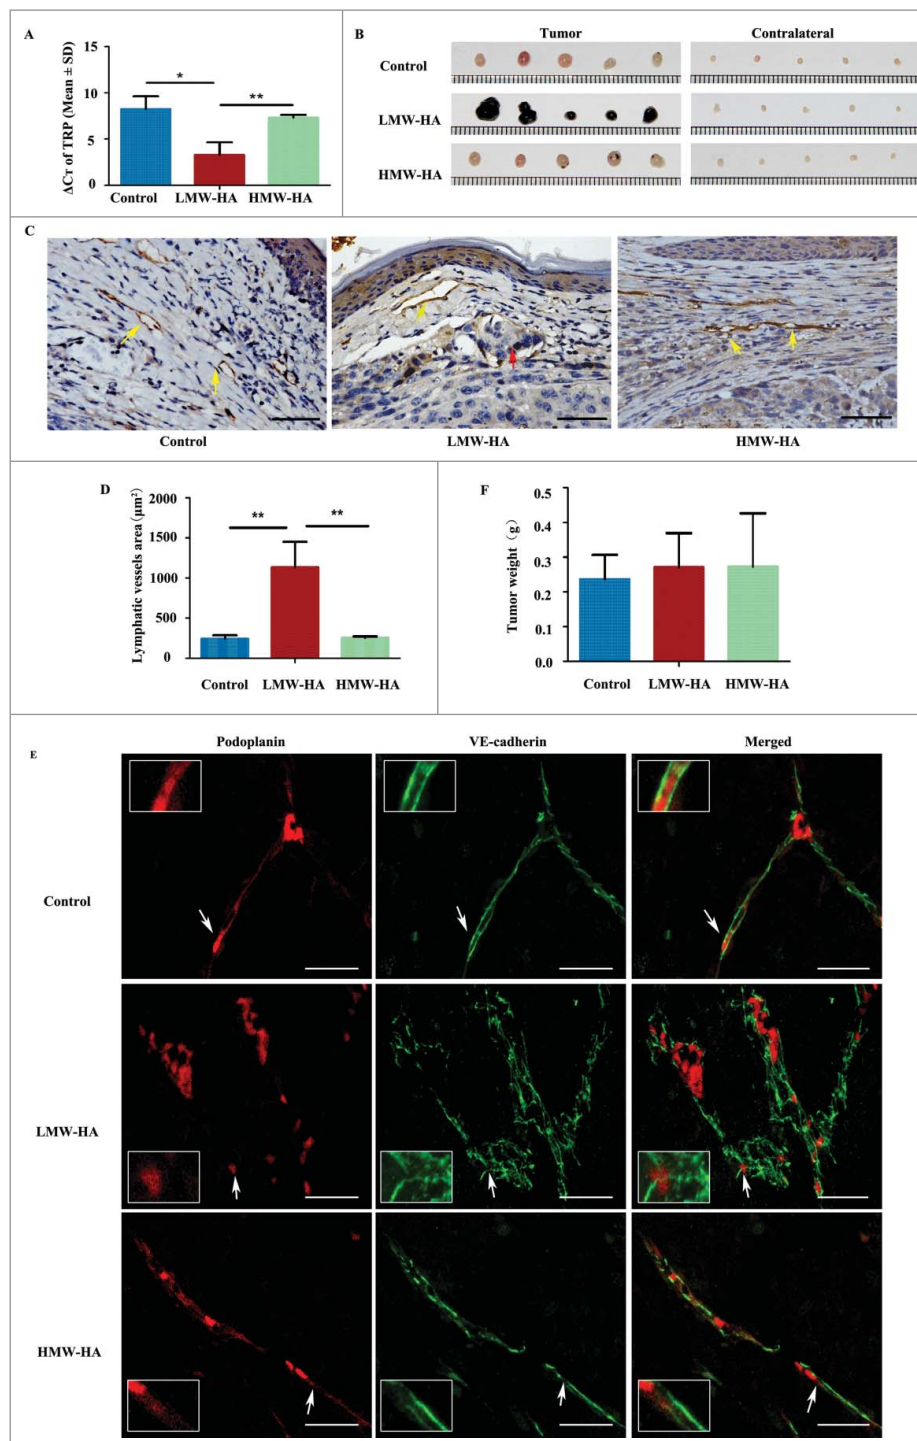 A
ΔCT of TRP (Mean ± SD)
15
10
5
0
*
**
Control
LMW-HA
HMW-HA
B
Tumor
Contralateral
Control
LMW-HA
HMW-HA
C
Control
LMW-HA
HMW-HA
D
Lymphatic vessels area(μm²)
2000
1500
1000
500
0
**
**
Control
LMW-HA
HMW-HA
F
Tumor weight（g）
0.5
0.4
0.3
0.2
0.1
0.0
Control
LMW-HA
HMW-HA
E
Podoplanin
VE-cadherin
Merged
Control
LMW-HA
HMW-HA